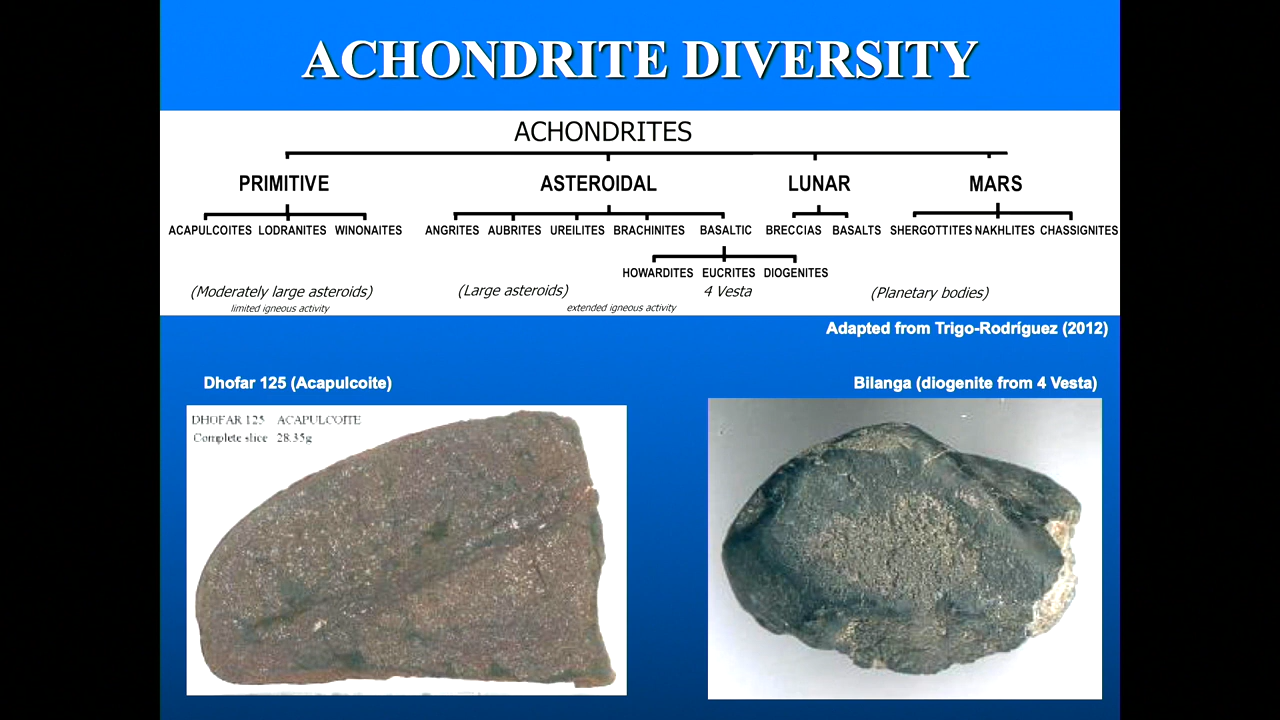 ACHONDRITE DIVERSITY
ACHONDRITES
PRIMITIVE ASTEROIDAL LUNAR MARS
ACAPULCOITES LODRANITES WINONAITES ANGRITES AUBRITES UREILITES BRACHINITES BASALTIC BRECCIAS BASALTS SHERGOTTITES NAKHLITES CHASSIGNITES
HOWARDITES EUCRITES DIOGENITES
(Moderately large asteroids) (Large asteroids) 4 Vesta (Planetary bodies)
limited igneous activity extended igneous activity
Adapted from Trigo-Rodríguez (2012)
Dhofar 125 (Acapulcoite) Bilanga (diogenite from 4 Vesta)
DHOFAR 125 ACAPULCOITE
Complete slice 28.35g